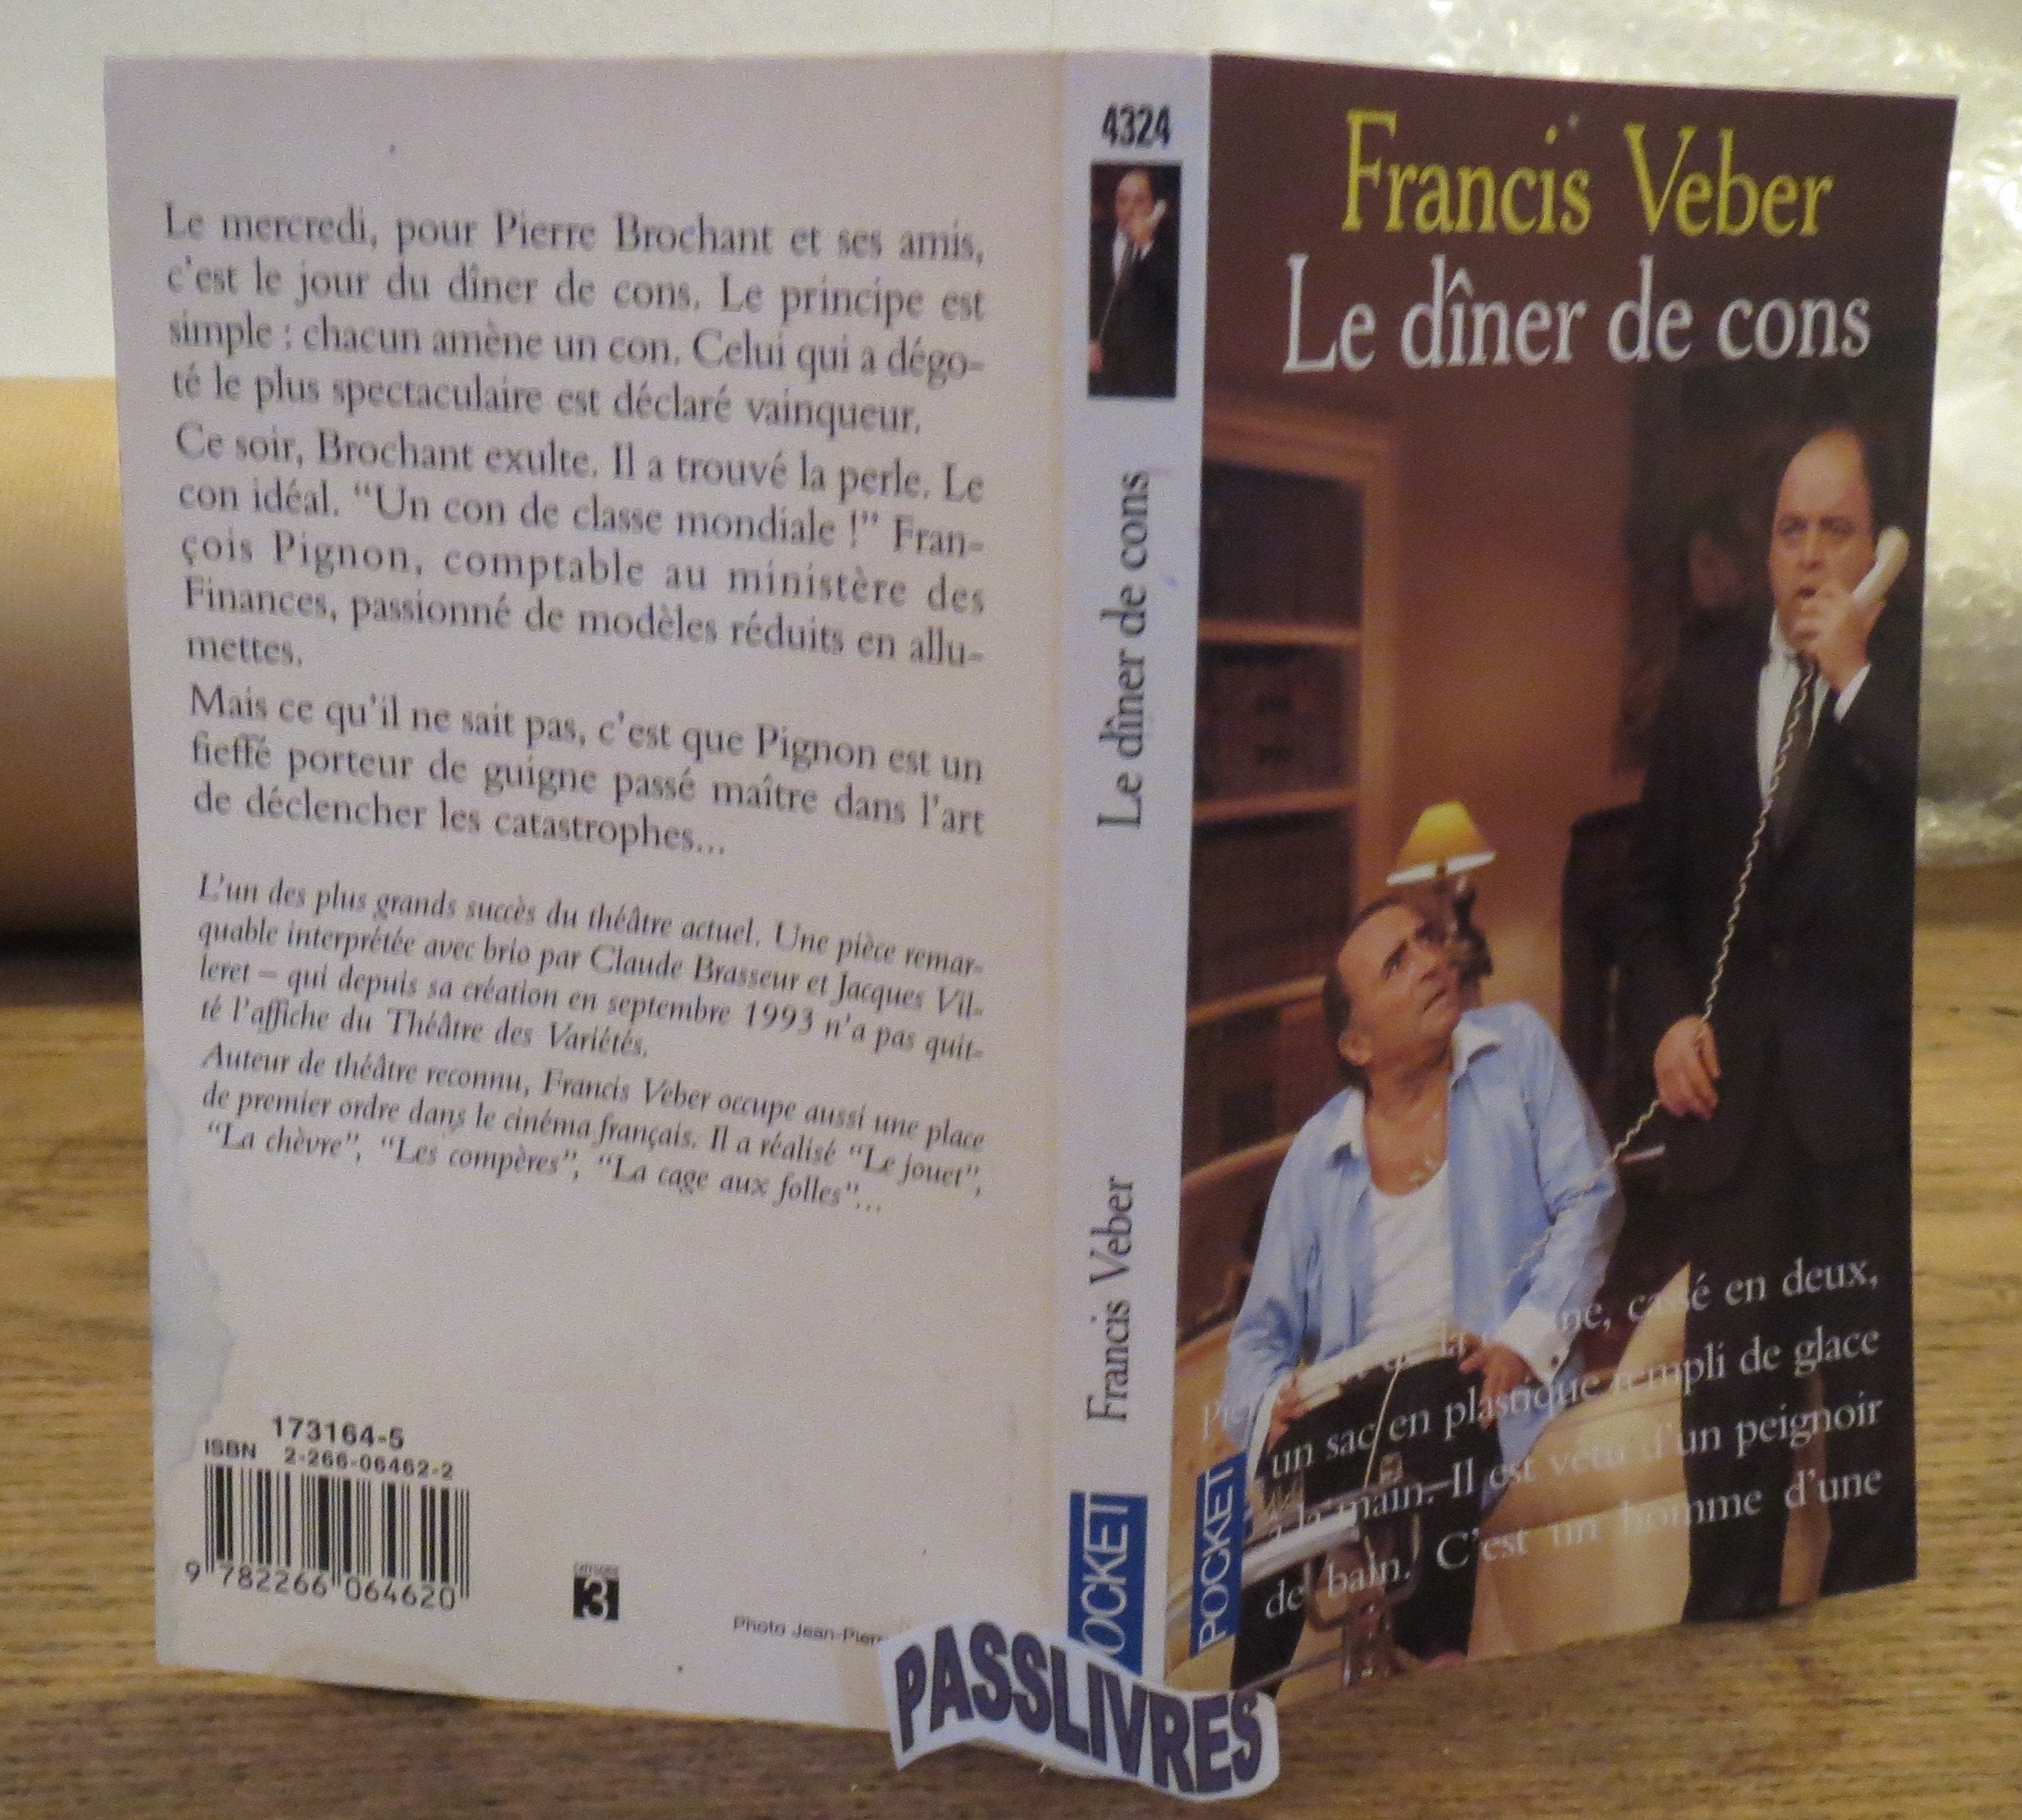 Le mercredi, pour Pierre Brochant et ses amis,
c'est le jour du dîner de cons. Le principe est
simple : chacun amène un con. Celui qui a dégo-
té le plus spectaculaire est déclaré vainqueur.
Ce soir, Brochant exulte. Il a trouvé la perle. Le
con idéal. “Un con de classe mondiale !” Fran-
çois Pignon, comptable au ministère des
Finances, passionné de modèles réduits en allu-
mettes.
Mais ce qu'il ne sait pas, c'est que Pignon est un
fieffé porteur de guigne passé maître dans l'art
de déclencher les catastrophes...
L'un des plus grands succès du théâtre actuel. Une pièce remar-
quable interprétée avec brio par Claude Brasseur et Jacques Vil-
leret – qui depuis sa création en septembre 1993 n'a pas quit-
té l'affiche du Théâtre des Variétés.
Auteur de théâtre reconnu, Francis Veber occupe aussi une place
de premier ordre dans le cinéma français. Il a réalisé “Le jouet”,
“La chèvre”, “Les compères”, “La cage aux folles”...
173164-5
ISBN 2-266-06462-2
9 782266 064620
3
Photo Jean-Pierre
4324
Le dîner de cons
Francis Veber
POCKET
Francis Veber
Le dîner de cons
la en deux,
un sac en plastique rempli de glace
à la main. Il est vêtu d'un peignoir
de bain. C'est un homme d'une
POCKET
PASSLIVRES